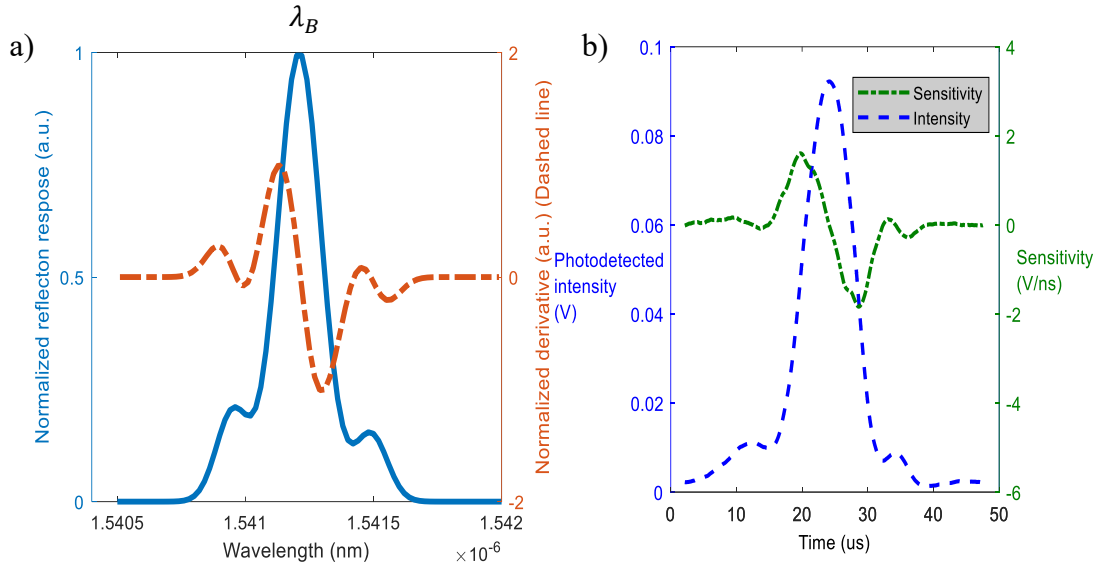 a)
λ_B
Normalized reflecton respose (a.u.)
1
0.5
0
2
0
-2
Normalized derivative (a.u.) (Dashed line)
1.5405
1.541
1.5415
1.542
Wavelength (nm)
×10^-6
b)
0.1
0.08
0.06
0.04
0.02
0
Photodetected
intensity
(V)
Sensitivity
Intensity
4
2
0
-2
-4
-6
Sensitivity
(V/ns)
0
10
20
30
40
50
Time (us)